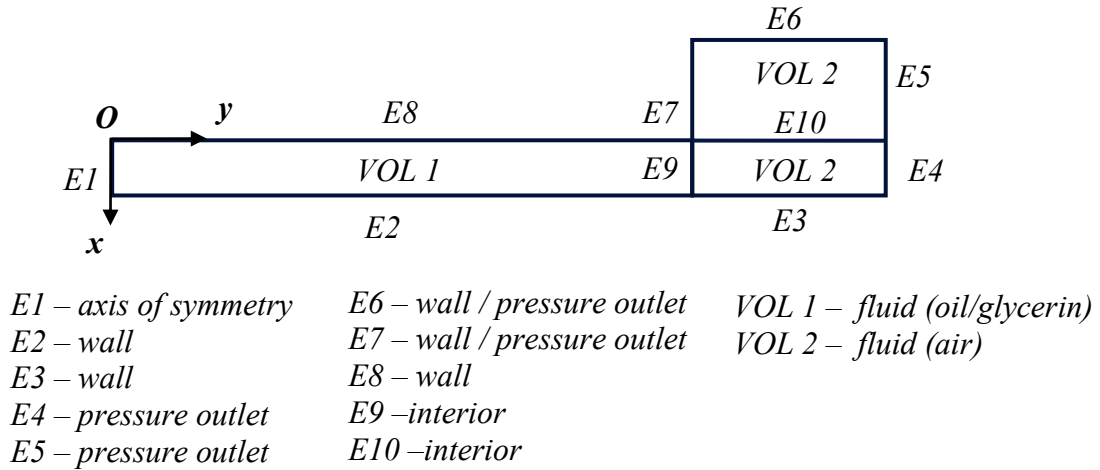 E6
VOL 2
E5
O
y
E8
E7
E10
E1
VOL 1
E9
VOL 2
E4
x
E2
E3
E1 – axis of symmetry
E2 – wall
E3 – wall
E4 – pressure outlet
E5 – pressure outlet
E6 – wall / pressure outlet
E7 – wall / pressure outlet
E8 – wall
E9 –interior
E10 –interior
VOL 1 – fluid (oil/glycerin)
VOL 2 – fluid (air)